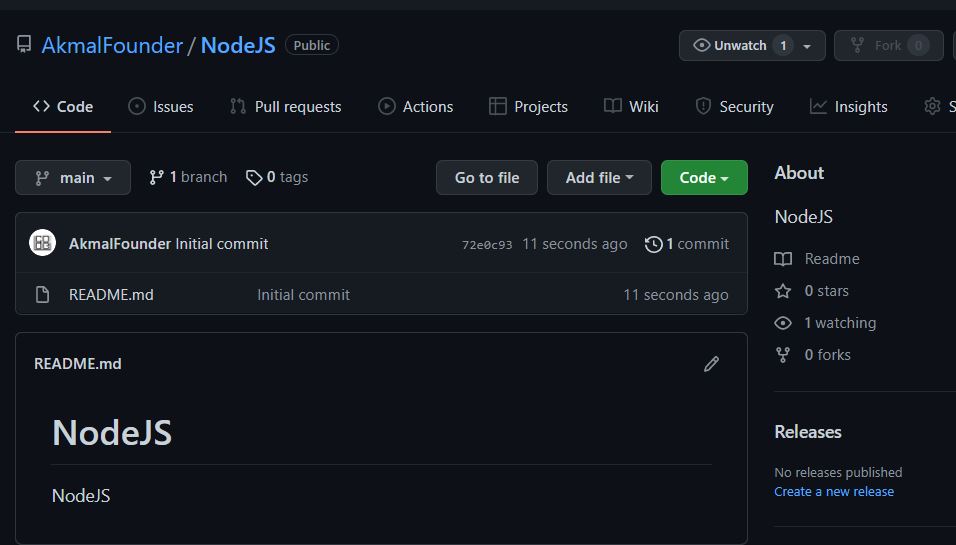 AkmalFounder / NodeJS Public
Unwatch 1
Fork 0
Code
Issues
Pull requests
Actions
Projects
Wiki
Security
Insights
S
main
1 branch
0 tags
Go to file
Add file
Code
AkmalFounder Initial commit
72e0c93 11 seconds ago
1 commit
README.md Initial commit 11 seconds ago
README.md
NodeJS
NodeJS
About
NodeJS
Readme
0 stars
1 watching
0 forks
Releases
No releases published
Create a new release